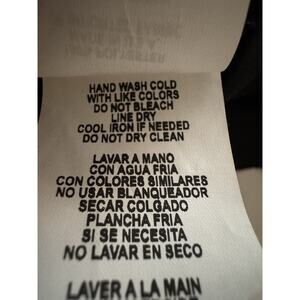 HAND WASH COLD
WITH LIKE COLORS
DO NOT BLEACH
LINE DRY
COOL IRON IF NEEDED
DO NOT DRY CLEAN
LAVAR A MANO
CON AGUA FRIA
CON COLORES SIMILARES
NO USAR BLANQUEADOR
SECAR COLGADO
PLANCHA FRIA
SI SE NECESITA
NO LAVAR EN SECO
LAVER A LA MAIN